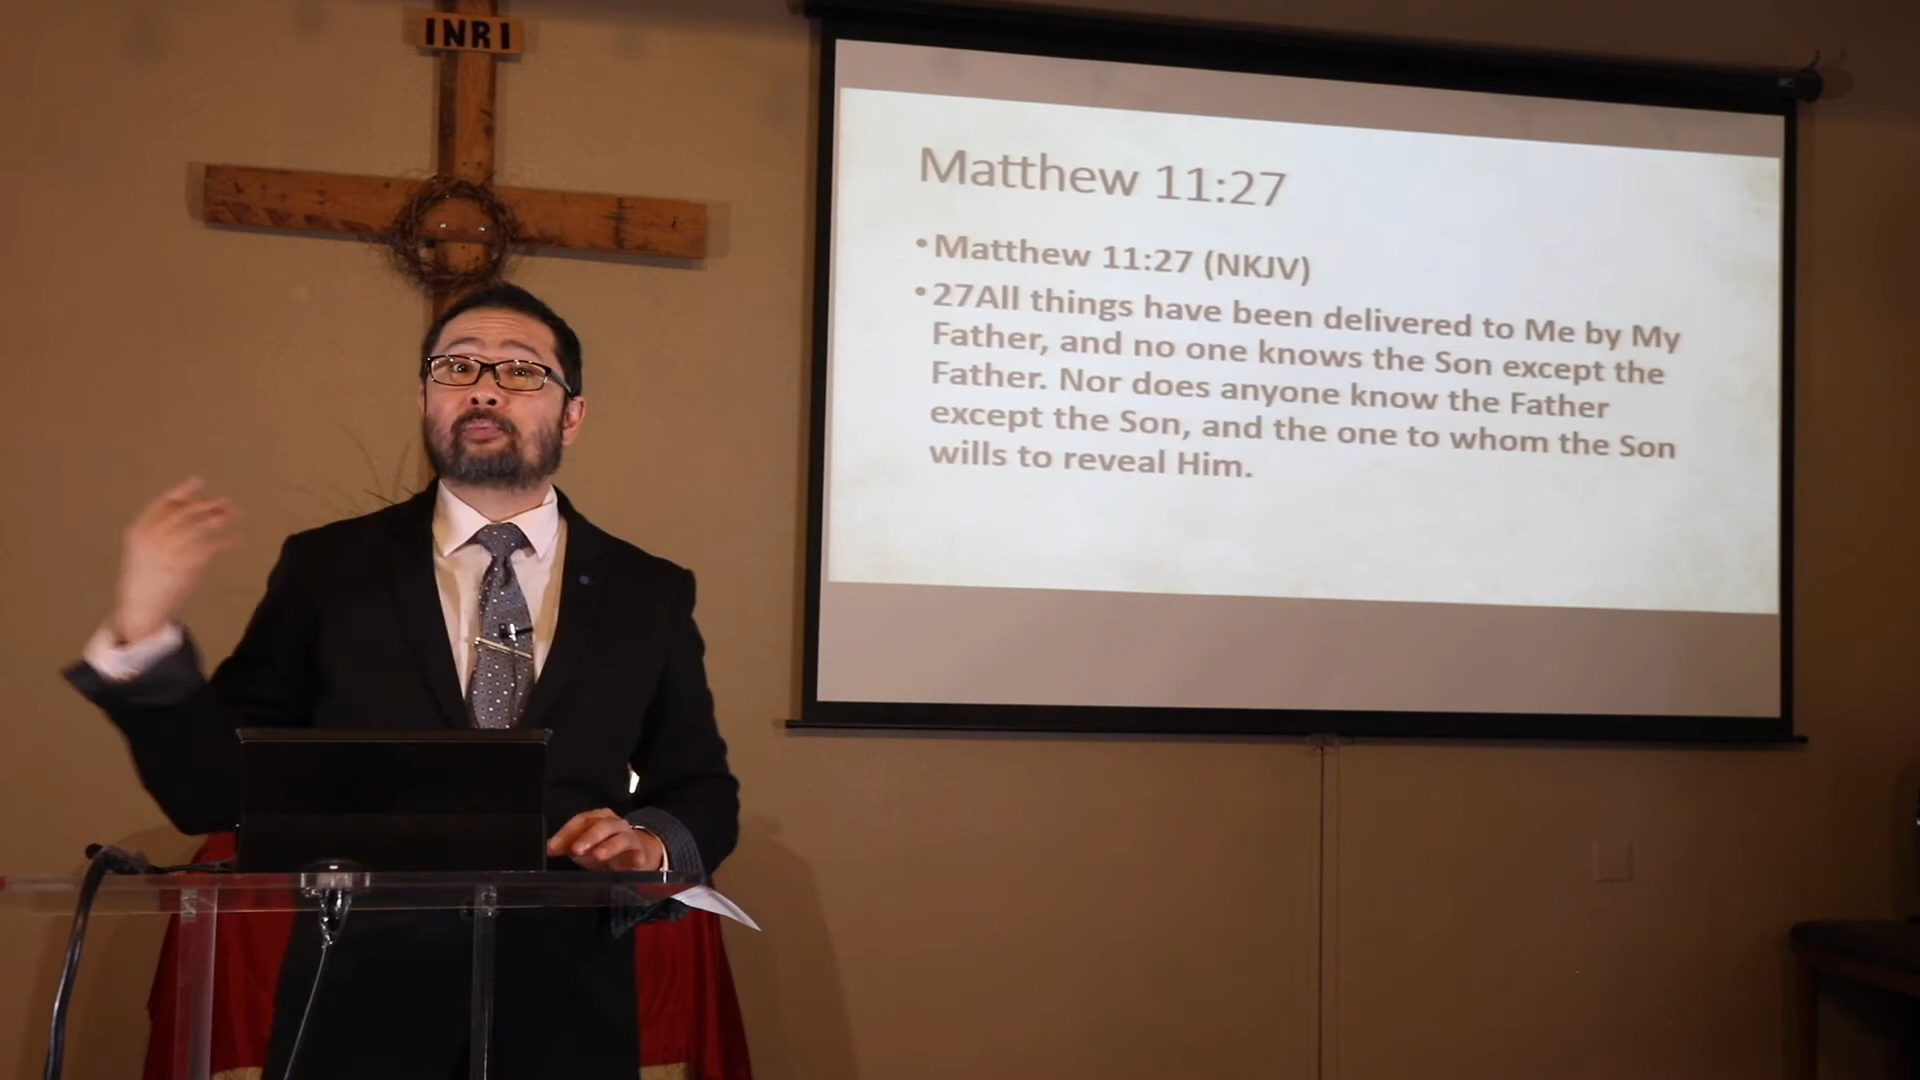 INRI
Matthew 11:27
•Matthew 11:27 (NKJV)
•27All things have been delivered to Me by My
Father, and no one knows the Son except the
Father. Nor does anyone know the Father
except the Son, and the one to whom the Son
wills to reveal Him.